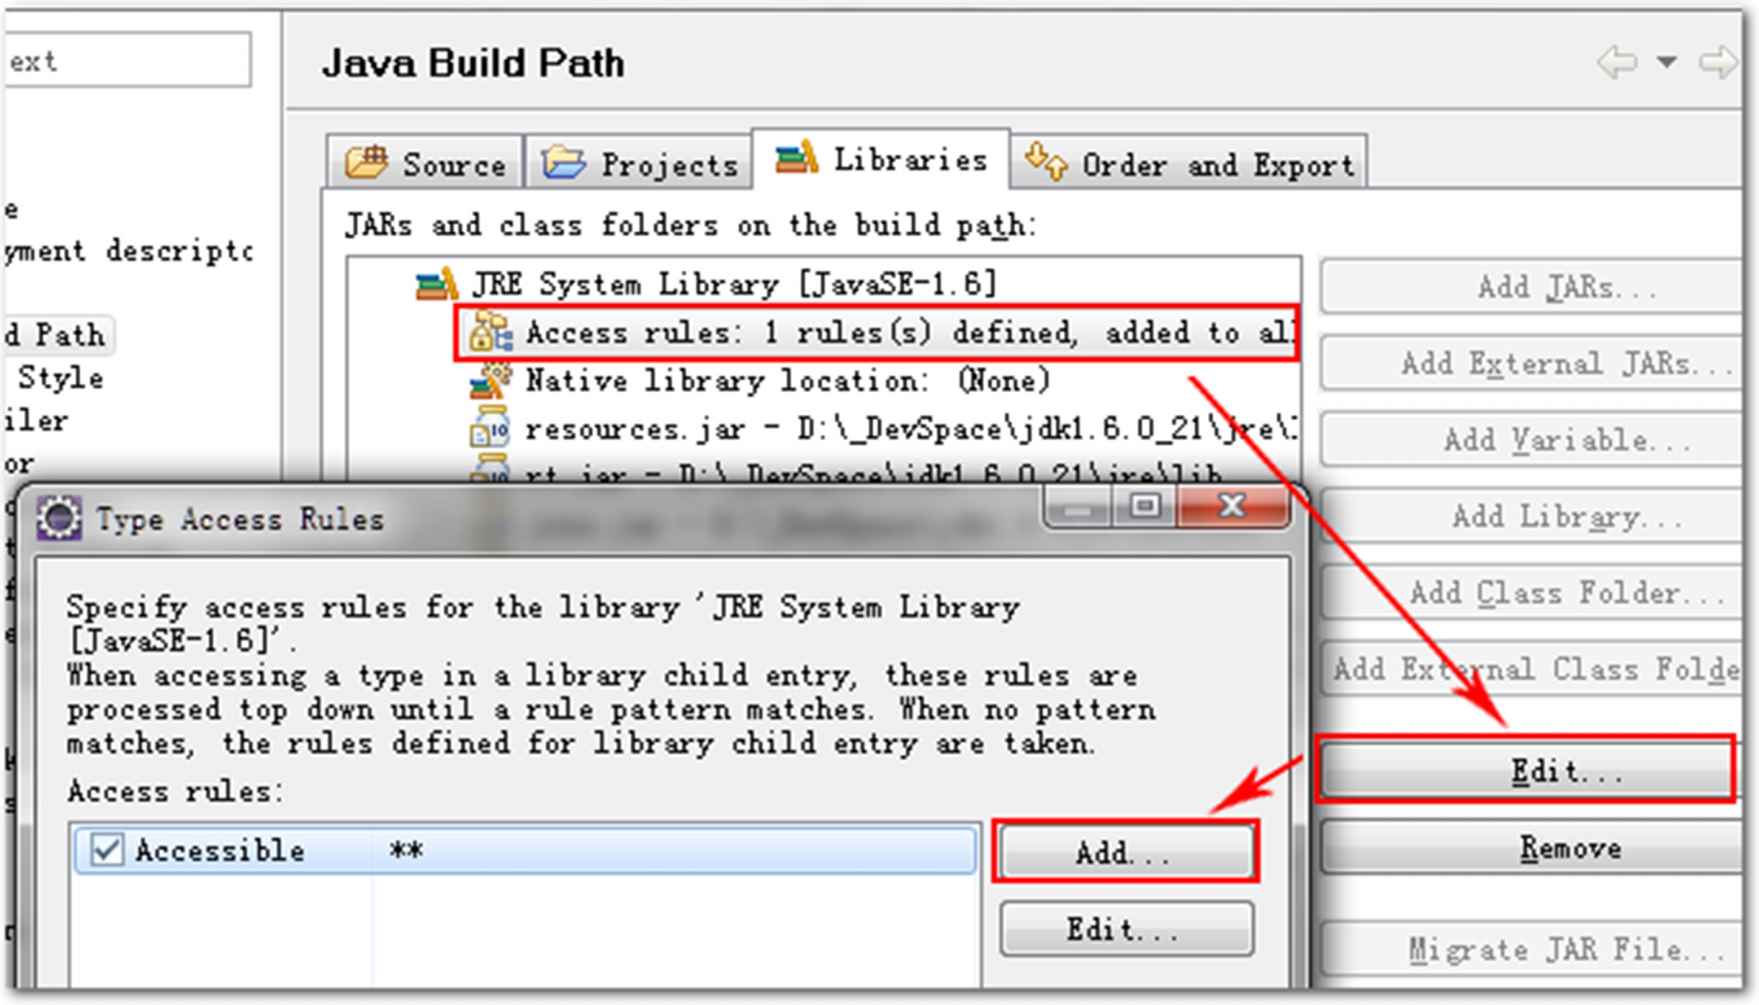 ext
Java Build Path
Source
Projects
Libraries
Order and Export
JARs and class folders on the build path:
e
yment descripto
d Path
Style
iler
or
JRE System Library [JavaSE-1.6]
Access rules: 1 rules(s) defined, added to all
Native library location: (None)
resources.jar - D:\_DevSpace\jdk1.6.0_21\jre\l
rt.jar - D:\_DevSpace\jdk1.6.0_21\jre\lib
Add JARs...
Add External JARs...
Add Variable...
Add Library...
Add Class Folder...
Add External Class Folde
Edit...
Remove
Migrate JAR File...
Type Access Rules
Specify access rules for the library 'JRE System Library
[JavaSE-1.6]'.
When accessing a type in a library child entry, these rules are
processed top down until a rule pattern matches. When no pattern
matches, the rules defined for library child entry are taken.
Access rules:
Accessible **
Add...
Edit...